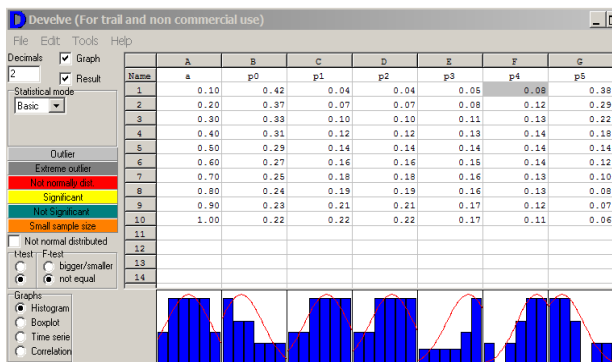 Develve (For trail and non commercial use)
File Edit Tools Help
Decimals Graph
2 Result
Statistical mode
Basic
Outlier
Extreme outlier
Not normally dist.
Significant
Not Significant
Small sample size
Not normal distributed
t-test F-test
bigger/smaller
not equal
Graphs
Histogram
Boxplot
Time serie
Correlation
A B C D E F G
Name a p0 p1 p2 p3 p4 p5
1 0.10 0.42 0.04 0.04 0.05 0.08 0.38
2 0.20 0.37 0.07 0.07 0.08 0.12 0.29
3 0.30 0.33 0.10 0.10 0.11 0.13 0.22
4 0.40 0.31 0.12 0.12 0.13 0.14 0.18
5 0.50 0.29 0.14 0.14 0.14 0.14 0.14
6 0.60 0.27 0.16 0.16 0.15 0.14 0.12
7 0.70 0.25 0.18 0.18 0.16 0.13 0.10
8 0.80 0.24 0.19 0.19 0.16 0.13 0.08
9 0.90 0.23 0.21 0.21 0.17 0.12 0.07
10 1.00 0.22 0.22 0.22 0.17 0.11 0.06
11
12
13
14